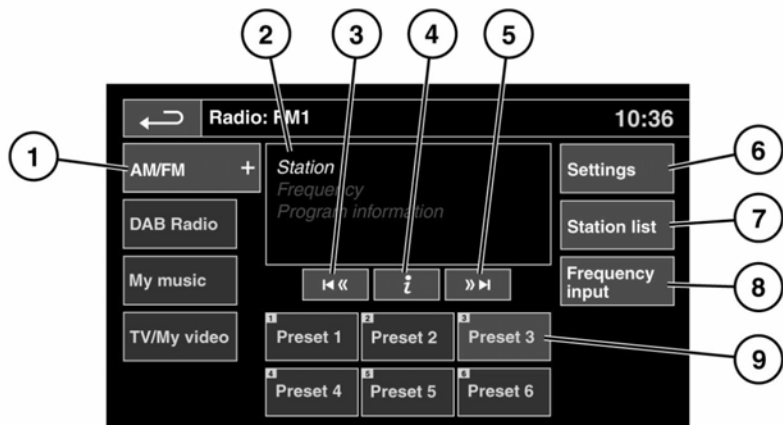 2 3 4 5
Radio: FM1 10:36
1
AM/FM +
Station
Frequency
Program information
Settings
6
DAB Radio
Station list
7
My music
i
Frequency
input
8
TV/My video
1 Preset 1
2 Preset 2
3 Preset 3
9
4 Preset 4
5 Preset 5
6 Preset 6